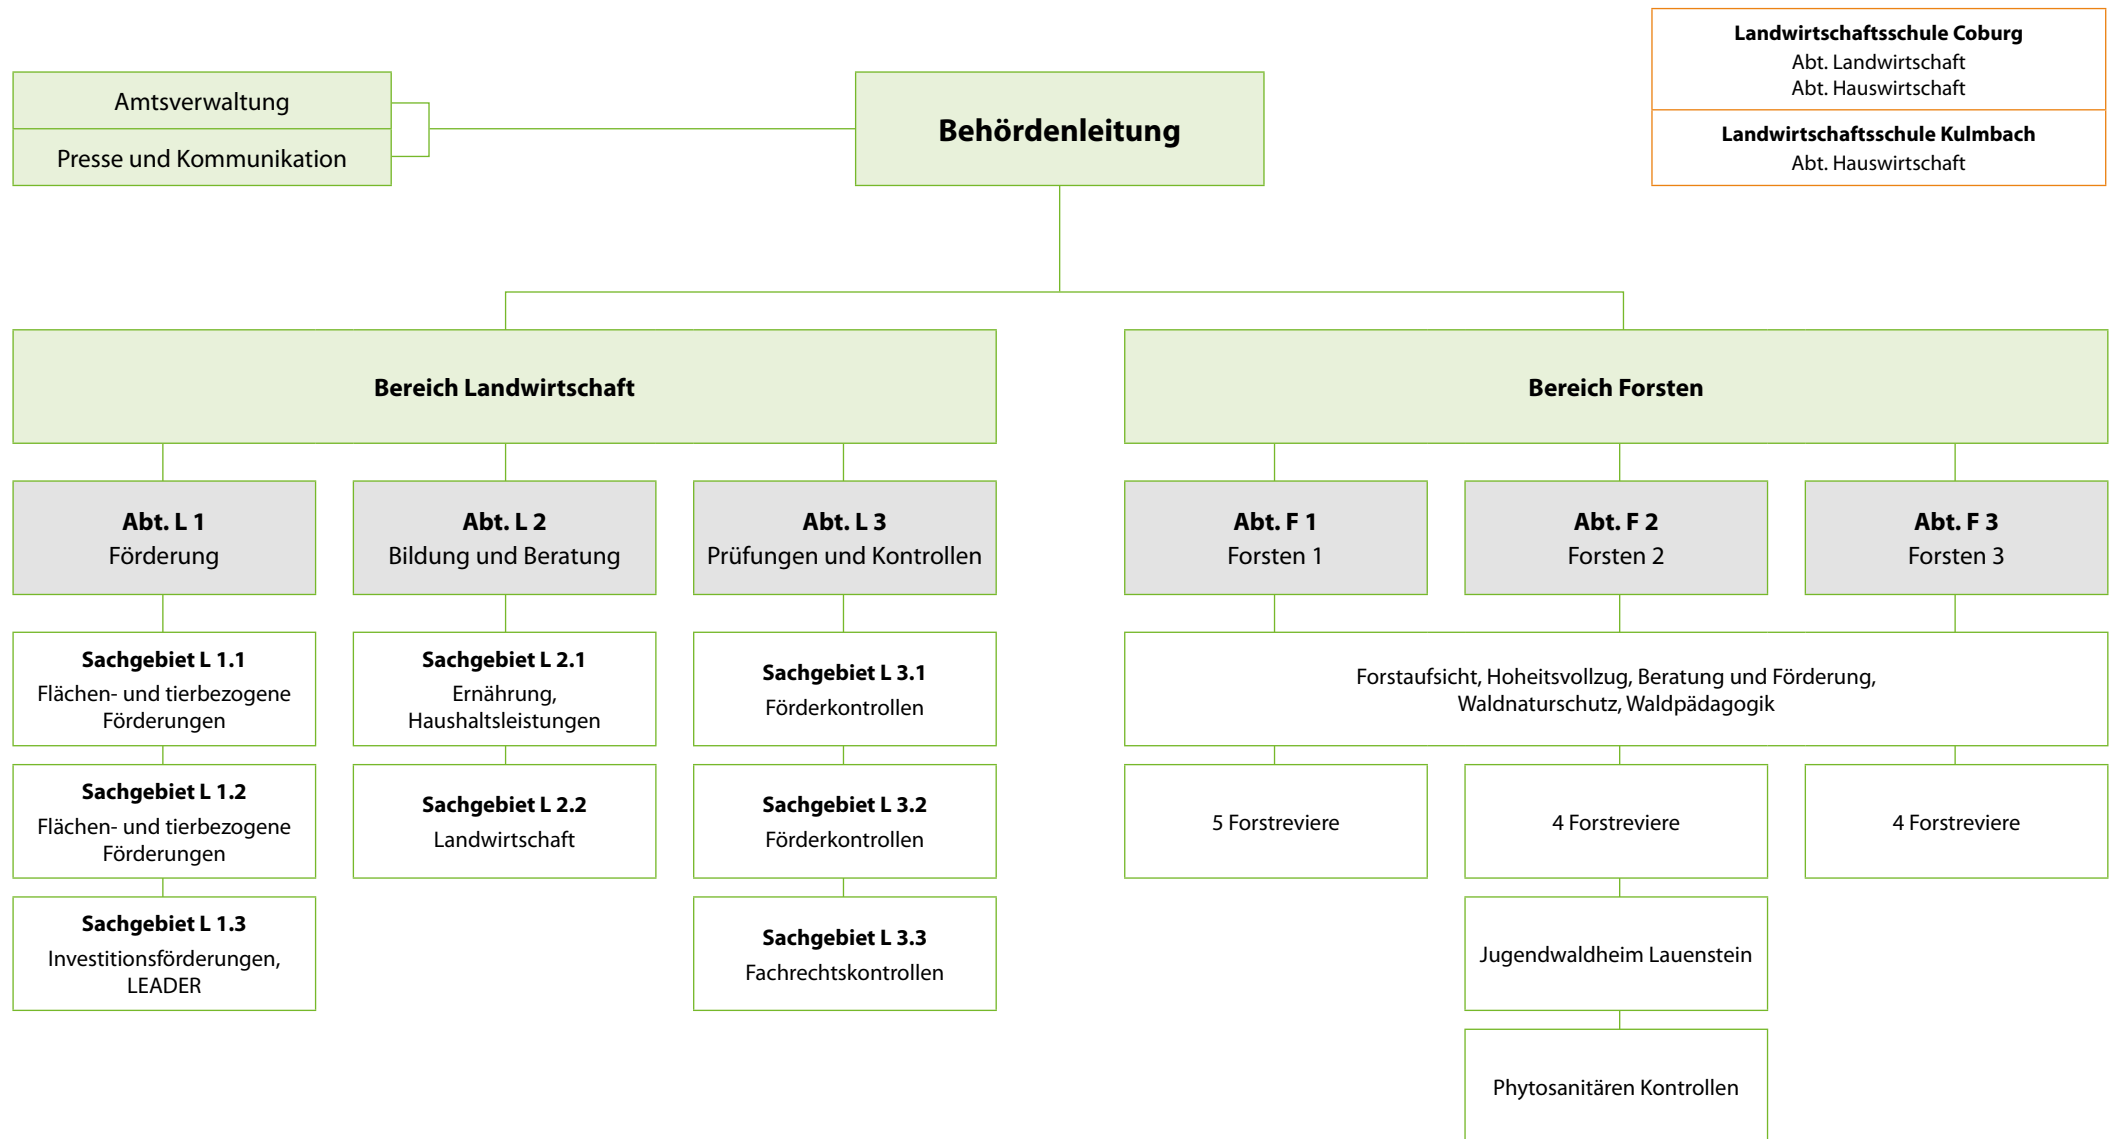 Landwirtschaftsschule Coburg
Abt. Landwirtschaft
Abt. Hauswirtschaft
Landwirtschaftsschule Kulmbach
Abt. Hauswirtschaft
Amtsverwaltung
Presse und Kommunikation
Behördenleitung
Bereich Landwirtschaft
Bereich Forsten
Abt. L 1
Förderung
Abt. L 2
Bildung und Beratung
Abt. L 3
Prüfungen und Kontrollen
Abt. F 1
Forsten 1
Abt. F 2
Forsten 2
Abt. F 3
Forsten 3
Sachgebiet L 1.1
Flächen- und tierbezogene
Förderungen
Sachgebiet L 2.1
Ernährung,
Haushaltsleistungen
Sachgebiet L 3.1
Förderkontrollen
Forstaufsicht, Hoheitsvollzug, Beratung und Förderung,
Waldnaturschutz, Waldpädagogik
Sachgebiet L 1.2
Flächen- und tierbezogene
Förderungen
Sachgebiet L 2.2
Landwirtschaft
Sachgebiet L 3.2
Förderkontrollen
5 Forstreviere
4 Forstreviere
4 Forstreviere
Sachgebiet L 1.3
Investitionsförderungen,
LEADER
Sachgebiet L 3.3
Fachrechtskontrollen
Jugendwaldheim Lauenstein
Phytosanitären Kontrollen